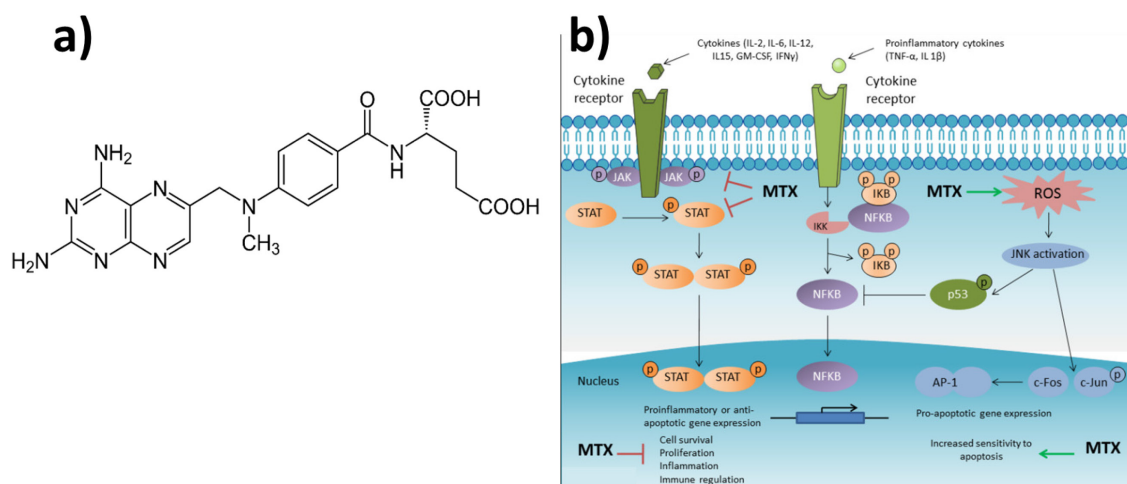 a)
NH₂
N
N
H₂N
N
N
N
CH₃
O
N
H
COOH
COOH
b)
Cytokines (IL-2, IL-6, IL-12,
IL15, GM-CSF, IFNγ)
Proinflammatory cytokines
(TNF-α, IL 1β)
Cytokine
receptor
Cytokine
receptor
p
JAK
JAK
p
MTX
STAT
p
STAT
p
p
IKB
NFKB
IKK
MTX
ROS
p
STAT
STAT
p
p
p
IKB
JNK activation
NFKB
p53
p
Nucleus
p
STAT
STAT
p
NFKB
AP-1
c-Fos
c-Jun
p
Proinflammatory or anti-
apoptotic gene expression
Pro-apoptotic gene expression
MTX
Cell survival
Proliferation
Inflammation
Immune regulation
Increased sensitivity to
apoptosis
MTX